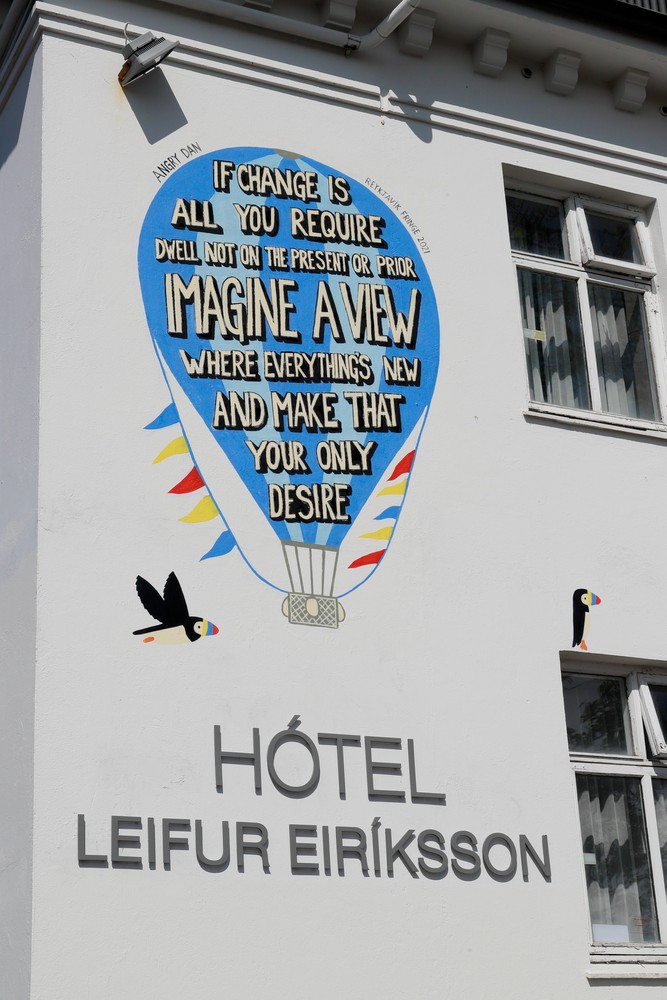 ANGRY DAN
REYKJAVIK FRINGE 2021
IF CHANGE IS
ALL YOU REQUIRE
DWELL NOT ON THE PRESENT OR PRIOR
IMAGINE A VIEW
WHERE EVERYTHING'S NEW
AND MAKE THAT
YOUR ONLY
DESIRE
HÓTEL
LEIFUR EIRÍKSSON